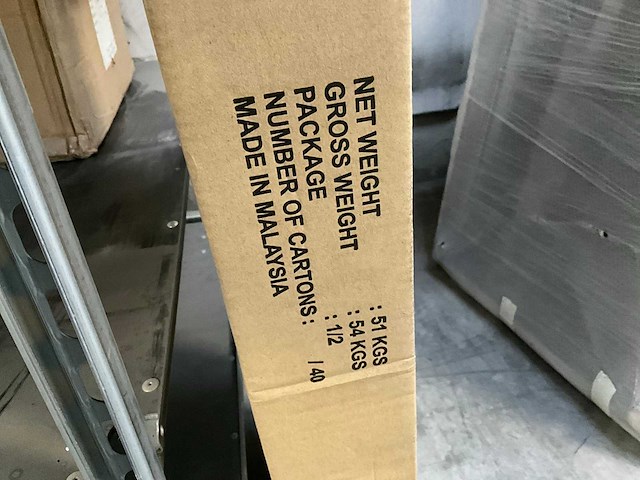 NET WEIGHT : 51 KGS
GROSS WEIGHT : 54 KGS
PACKAGE : 1/2
NUMBER OF CARTONS: / 40
MADE IN MALAYSIA